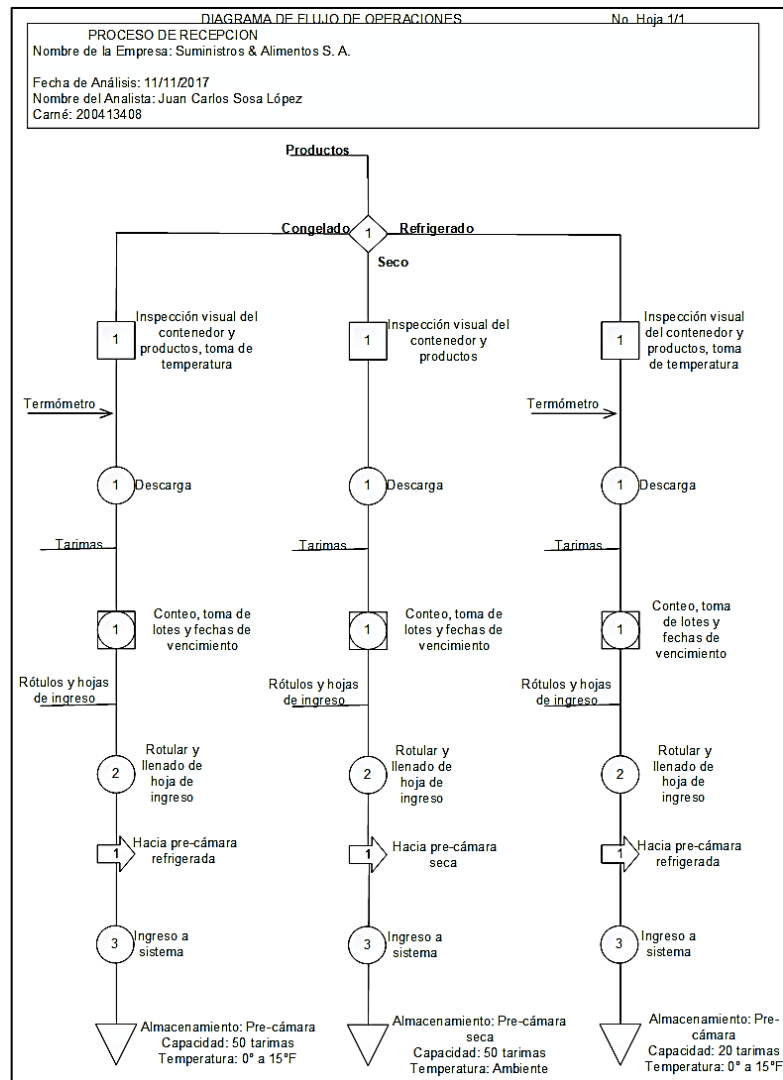 DIAGRAMA DE FLUJO DE OPERACIONES No. Hoja 1/1
PROCESO DE RECEPCION
Nombre de la Empresa: Suministros & Alimentos S. A.
Fecha de Análisis: 11/11/2017
Nombre del Analista: Juan Carlos Sosa López
Carné: 200413408
Productos
Congelado
1
Refrigerado
Seco
1
Inspección visual del
contenedor y
productos, toma de
temperatura
1
Inspección visual del
contenedor y
productos
1
Inspección visual
del contenedor y
productos, toma
de temperatura
Termómetro
Termómetro
1
Descarga
1
Descarga
1
Descarga
Tarimas
Tarimas
Tarimas
1
Conteo, toma de
lotes y fechas de
vencimiento
1
Conteo, toma de
lotes y fechas de
vencimiento
1
Conteo, toma
de lotes y
fechas de
vencimiento
Rótulos y hojas
de ingreso
Rótulos y hojas
de ingreso
Rótulos y hojas
de ingreso
2
Rotular y
llenado de
hoja de
ingreso
2
Rotular y
llenado de
hoja de
ingreso
2
Rotular y
llenado de
hoja de
ingreso
1
Hacia pre-cámara
refrigerada
1
Hacia pre-cámara
seca
1
Hacia pre-cámara
refrigerada
3
Ingreso a
sistema
3
Ingreso a
sistema
3
Ingreso a
sistema
Almacenamiento: Pre-cámara
Capacidad: 50 tarimas
Temperatura: 0° a 15°F
Almacenamiento: Pre-cámara
seca
Capacidad: 50 tarimas
Temperatura: Ambiente
Almacenamiento: Pre-
cámara
Capacidad: 20 tarimas
Temperatura: 0° a 15°F